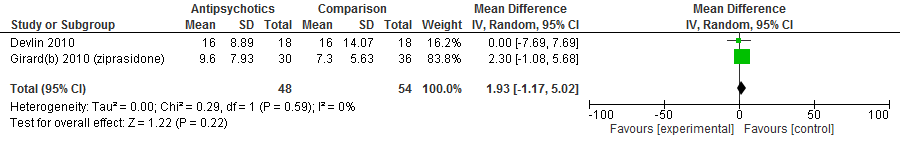 Antipsychotics Comparison Mean Difference Mean Difference
Study or Subgroup Mean SD Total Mean SD Total Weight IV, Random, 95% CI IV, Random, 95% CI
Devlin 2010 16 8.89 18 16 14.07 18 16.2% 0.00 [-7.69, 7.69]
Girard(b) 2010 (ziprasidone) 9.6 7.93 30 7.3 5.63 36 83.8% 2.30 [-1.08, 5.68]
Total (95% CI) 48 54 100.0% 1.93 [-1.17, 5.02]
Heterogeneity: Tau² = 0.00; Chi² = 0.29, df = 1 (P = 0.59); I² = 0%
Test for overall effect: Z = 1.22 (P = 0.22)
-100 -50 0 50 100
Favours [experimental] Favours [control]